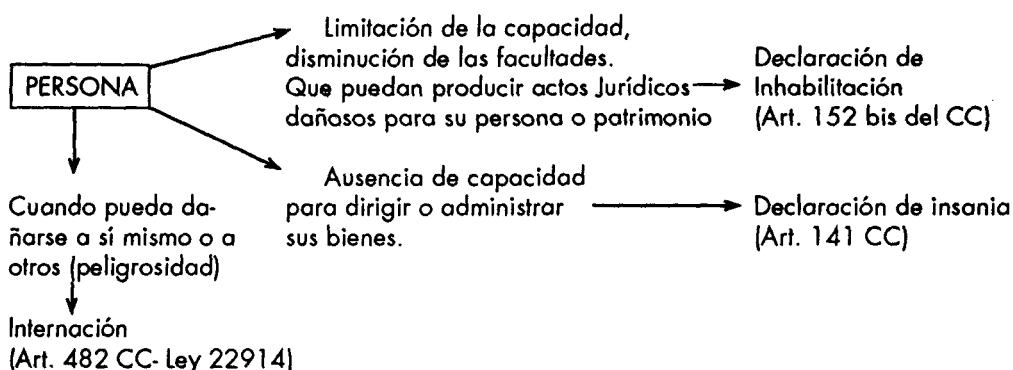 PERSONA
Limitación de la capacidad,
disminución de las facultades.
Que puedan producir actos Jurídicos
dañosos para su persona o patrimonio
Declaración de
Inhabilitación
(Art. 152 bis del CC)
Ausencia de capacidad
para dirigir o administrar
sus bienes.
Declaración de insania
(Art. 141 CC)
Cuando pueda da-
ñarse a sí mismo o a
otros (peligrosidad)
Internación
(Art. 482 CC- Ley 22914)